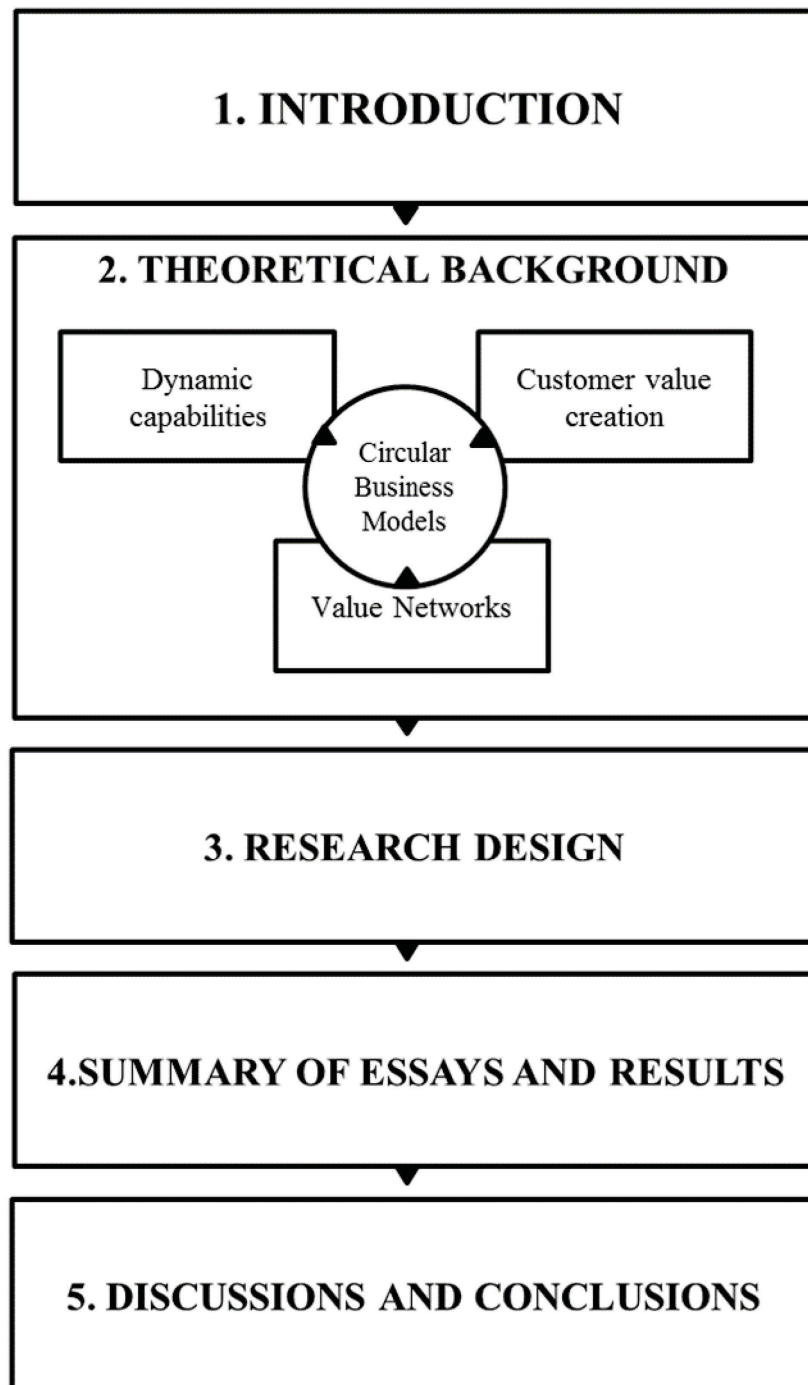 1. INTRODUCTION
2. THEORETICAL BACKGROUND
Dynamic
capabilities
Customer value
creation
Circular
Business
Models
Value Networks
3. RESEARCH DESIGN
4.SUMMARY OF ESSAYS AND RESULTS
5. DISCUSSIONS AND CONCLUSIONS